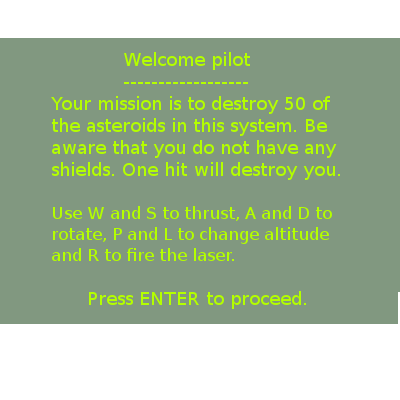 Welcome pilot
------------------
Your mission is to destroy 50 of
the asteroids in this system. Be
aware that you do not have any
shields. One hit will destroy you.
Use W and S to thrust, A and D to
rotate, P and L to change altitude
and R to fire the laser.
Press ENTER to proceed.